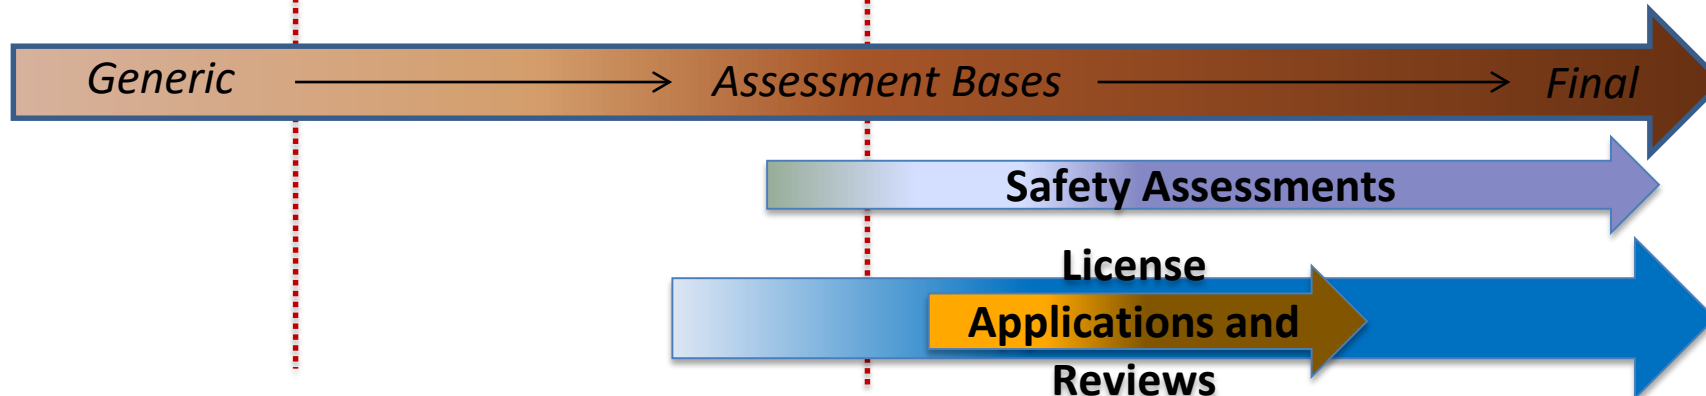 Generic Assessment Bases Final
Safety Assessments
License
Applications and
Reviews